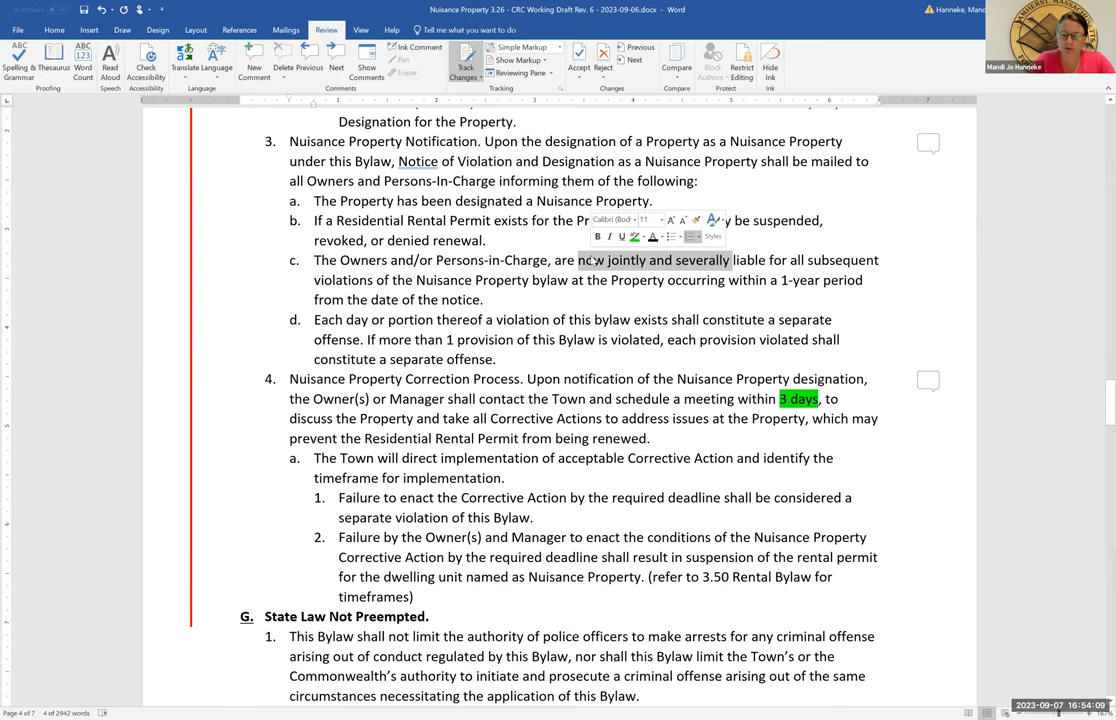 Nuisance Property 3.26 - CRC Working Draft Rev. 6 - 2023-09-06.docx - Word
Hanneke, Mand
File Home Insert Draw Design Layout References Mailings Review View Help Tell me what you want to do
Spelling & Grammar
Thesaurus
Word Count
Read Aloud
Check Accessibility
Translate
Language
New Comment
Delete
Previous
Next
Show Comments
Ink Comment
Pen
Eraser
Track Changes
Simple Markup
Show Markup
Reviewing Pane
Accept
Reject
Previous
Next
Compare
Block Authors
Restrict Editing
Hide Ink
Proofing Speech Accessibility Language Comments Tracking Changes Compare Protect Ink
Mandi Jo Hanneke
Designation for the Property.
3. Nuisance Property Notification. Upon the designation of a Property as a Nuisance Property
under this Bylaw, Notice of Violation and Designation as a Nuisance Property shall be mailed to
all Owners and Persons-In-Charge informing them of the following:
a. The Property has been designated a Nuisance Property.
b. If a Residential Rental Permit exists for the Pr
y be suspended,
revoked, or denied renewal.
Calibri (Bod 11
B I U A Styles
c. The Owners and/or Persons-in-Charge, are now jointly and severally liable for all subsequent
violations of the Nuisance Property bylaw at the Property occurring within a 1-year period
from the date of the notice.
d. Each day or portion thereof a violation of this bylaw exists shall constitute a separate
offense. If more than 1 provision of this Bylaw is violated, each provision violated shall
constitute a separate offense.
4. Nuisance Property Correction Process. Upon notification of the Nuisance Property designation,
the Owner(s) or Manager shall contact the Town and schedule a meeting within 3 days, to
discuss the Property and take all Corrective Actions to address issues at the Property, which may
prevent the Residential Rental Permit from being renewed.
a. The Town will direct implementation of acceptable Corrective Action and identify the
timeframe for implementation.
1. Failure to enact the Corrective Action by the required deadline shall be considered a
separate violation of this Bylaw.
2. Failure by the Owner(s) and Manager to enact the conditions of the Nuisance Property
Corrective Action by the required deadline shall result in suspension of the rental permit
for the dwelling unit named as Nuisance Property. (refer to 3.50 Rental Bylaw for
timeframes)
G. State Law Not Preempted.
1. This Bylaw shall not limit the authority of police officers to make arrests for any criminal offense
arising out of conduct regulated by this Bylaw, nor shall this Bylaw limit the Town's or the
Commonwealth's authority to initiate and prosecute a criminal offense arising out of the same
circumstances necessitating the application of this Bylaw.
Page 4 of 7 4 of 2942 words
2023-09-07 16:54:09